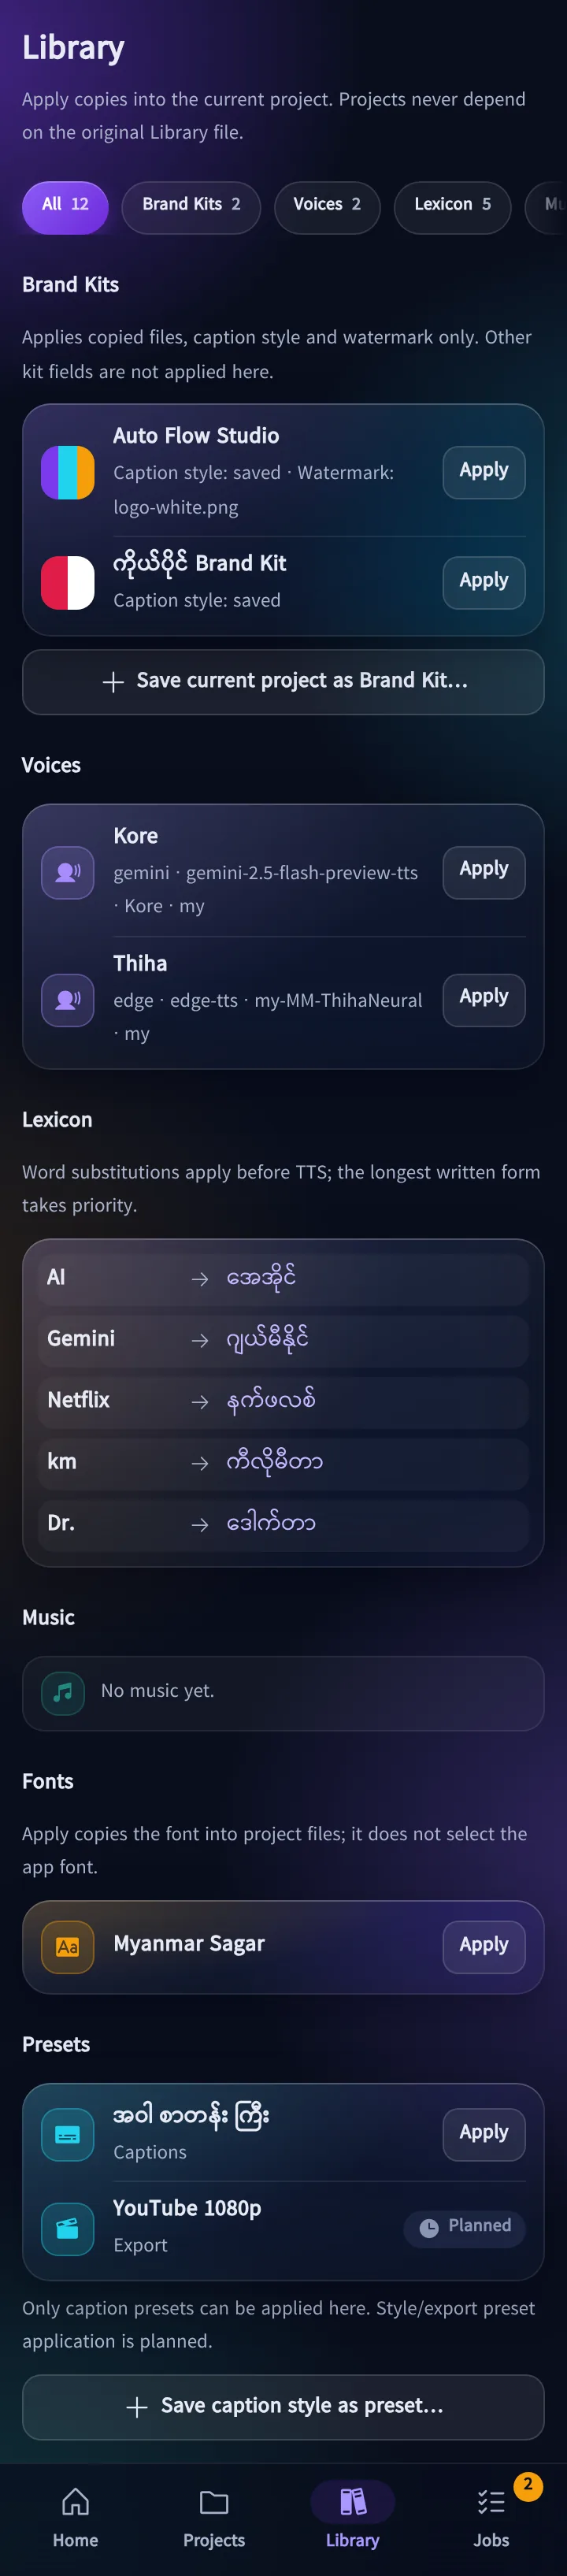 Library
Apply copies into the current project. Projects never depend
on the original Library file.
All 12
Brand Kits 2
Voices 2
Lexicon 5
Brand Kits
Applies copied files, caption style and watermark only. Other
kit fields are not applied here.
Auto Flow Studio
Caption style: saved · Watermark:
logo-white.png
Apply
ကိုယ်ပိုင် Brand Kit
Caption style: saved
Apply
Save current project as Brand Kit…
Voices
Kore
gemini · gemini-2.5-flash-preview-tts
· Kore · my
Apply
Thiha
edge · edge-tts · my-MM-ThihaNeural
· my
Apply
Lexicon
Word substitutions apply before TTS; the longest written form
takes priority.
AI → အေအိုင်
Gemini → ဂျယ်မီနိုင်
Netflix → နက်ဖလစ်
km → ကီလိုမီတာ
Dr. → ဒေါက်တာ
Music
No music yet.
Fonts
Apply copies the font into project files; it does not select the
app font.
Aa
Myanmar Sagar
Apply
Presets
အဝါ စာတန်း ကြီး
Captions
Apply
YouTube 1080p
Export
Planned
Only caption presets can be applied here. Style/export preset
application is planned.
Save caption style as preset…
2
Home
Projects
Library
Jobs